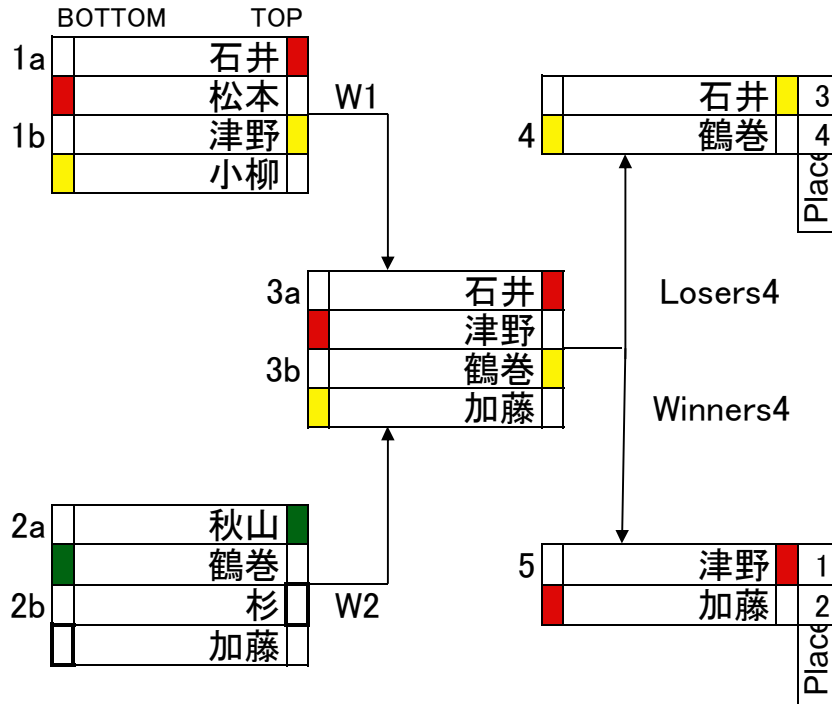 BOTTOM TOP
1a 石井
松本 W1
1b 津野
小柳
石井 3
4 鶴巻 4
Place
3a 石井
津野
3b 鶴巻
加藤
Losers4
Winners4
2a 秋山
鶴巻
2b 杉 W2
加藤
5 津野 1
加藤 2
Place